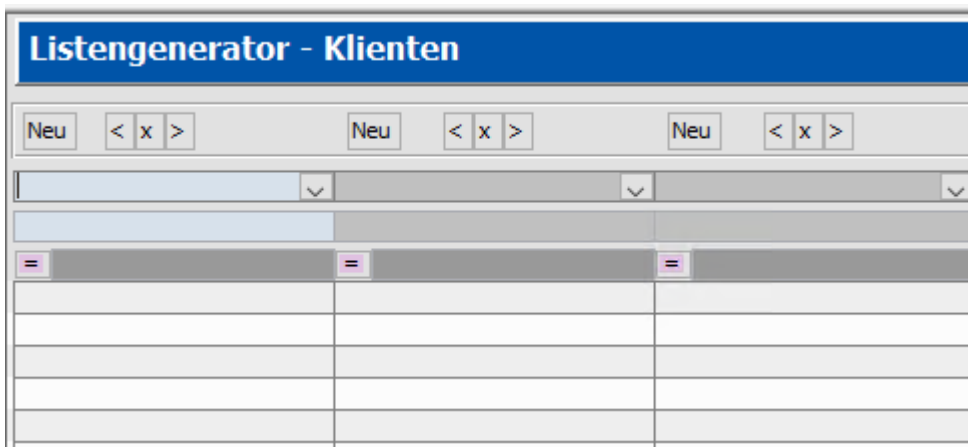 Listengenerator - Klienten
Neu < x > Neu < x > Neu < x >
= = =